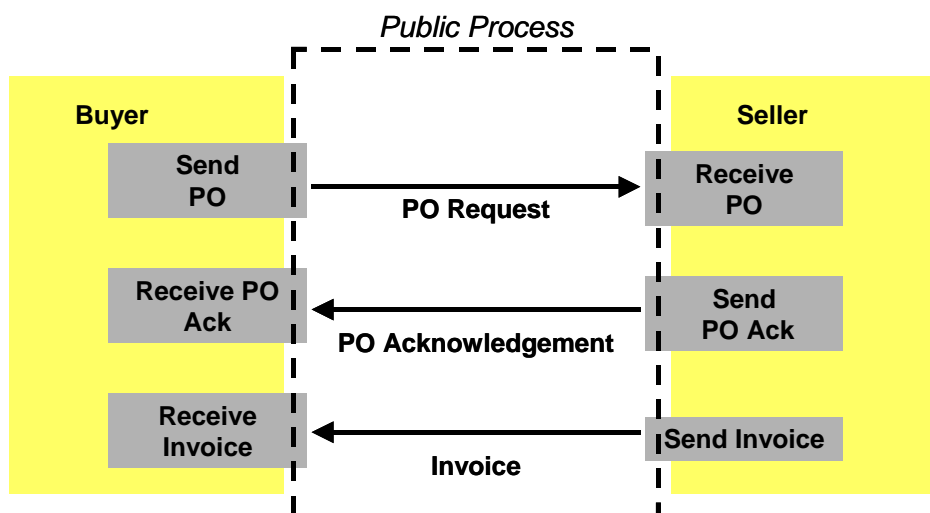 Public Process
Buyer
Seller
Send
PO
PO Request
Receive
PO
Receive PO
Ack
PO Acknowledgement
Send
PO Ack
Receive
Invoice
Invoice
Send Invoice